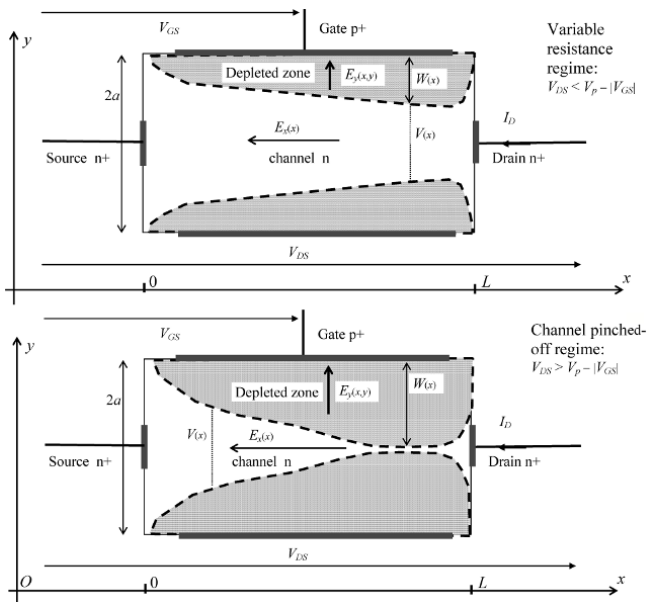 y
V_GS
Gate p+
Variable
resistance
regime:
V_DS < V_p – |V_GS|
2a
Depleted zone
E_y(x,y)
W(x)
I_D
E_x(x)
V(x)
Source n+
channel n
Drain n+
V_DS
0
L
x
y
V_GS
Gate p+
Channel pinched-
off regime:
V_DS > V_p – |V_GS|
2a
Depleted zone
E_y(x,y)
W(x)
V(x)
E_x(x)
I_D
Source n+
channel n
Drain n+
V_DS
O
0
L
x